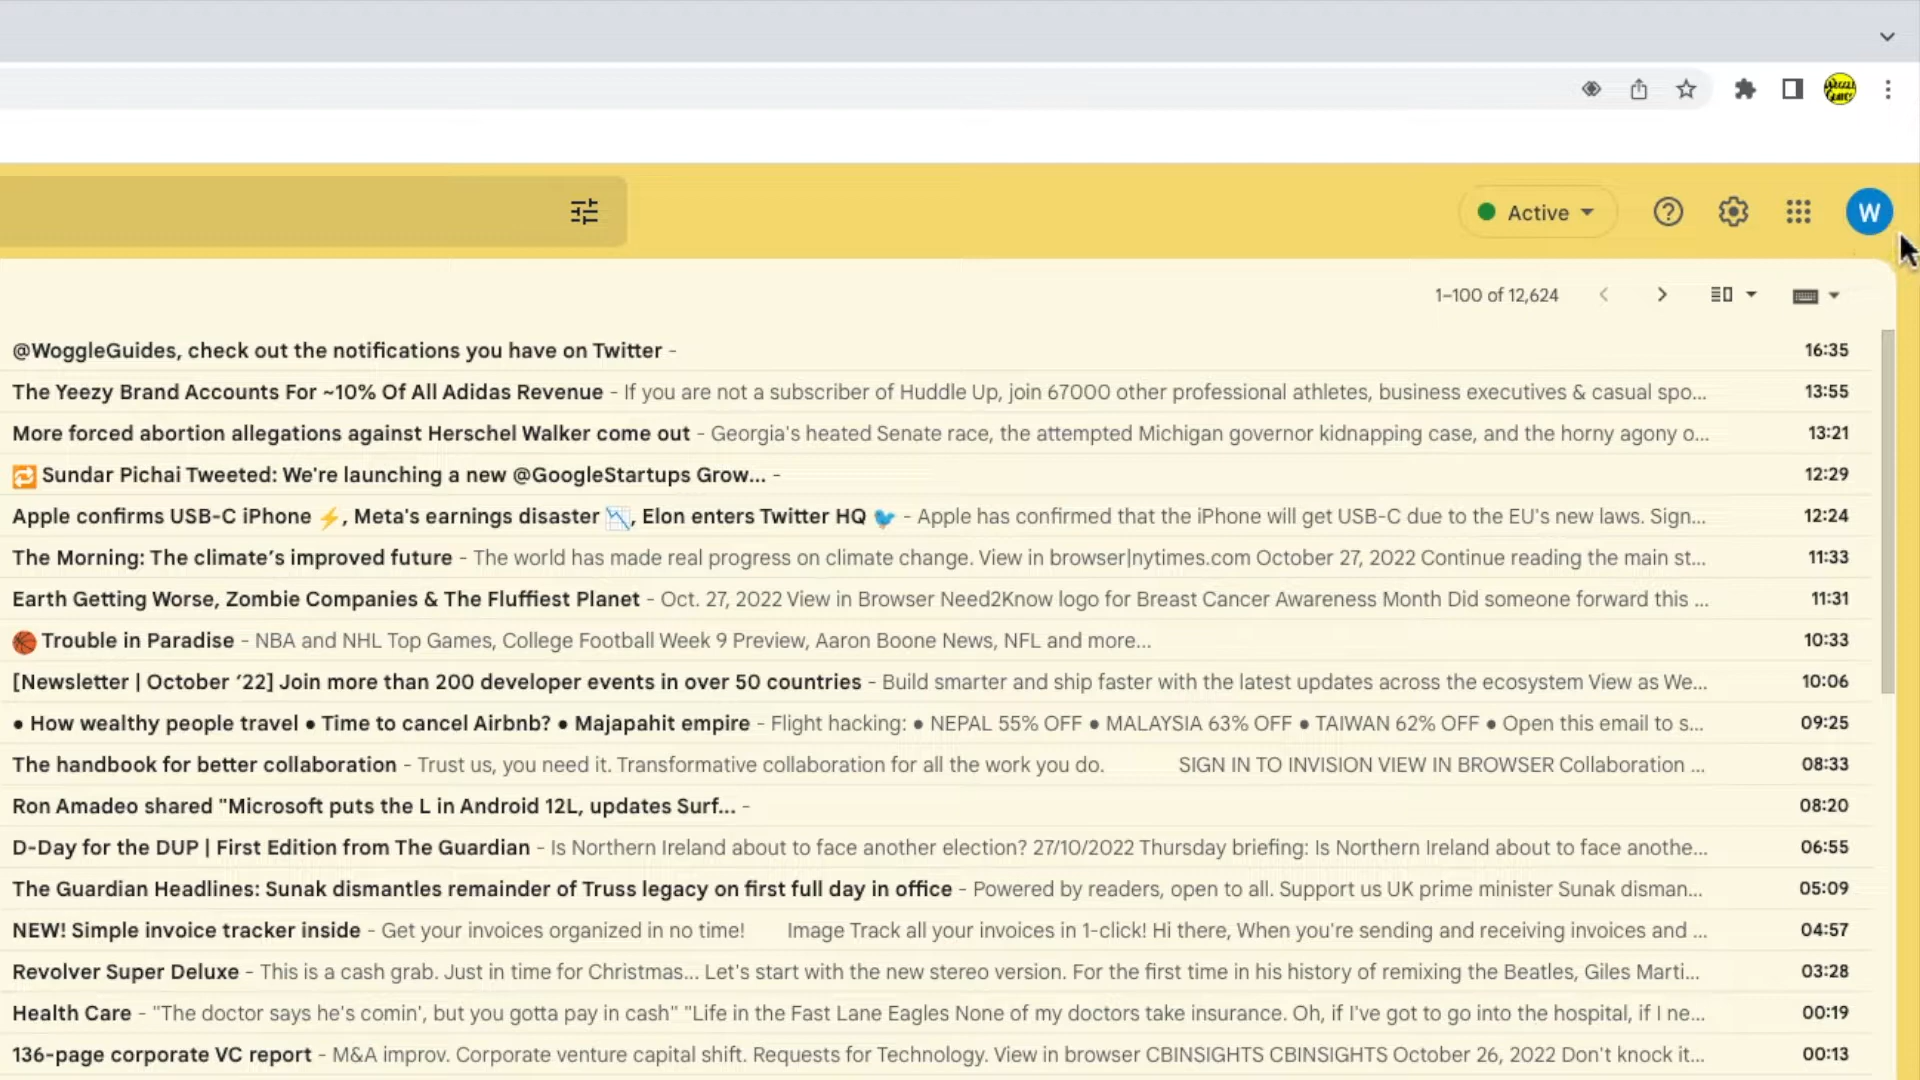 Active
W
1–100 of 12,624
@WoggleGuides, check out the notifications you have on Twitter - 16:35
The Yeezy Brand Accounts For ~10% Of All Adidas Revenue - If you are not a subscriber of Huddle Up, join 67000 other professional athletes, business executives & casual spo... 13:55
More forced abortion allegations against Herschel Walker come out - Georgia's heated Senate race, the attempted Michigan governor kidnapping case, and the horny agony o... 13:21
🔁 Sundar Pichai Tweeted: We're launching a new @GoogleStartups Grow... - 12:29
Apple confirms USB-C iPhone ⚡, Meta's earnings disaster 📉, Elon enters Twitter HQ 🐦 - Apple has confirmed that the iPhone will get USB-C due to the EU's new laws. Sign... 12:24
The Morning: The climate’s improved future - The world has made real progress on climate change. View in browser|nytimes.com October 27, 2022 Continue reading the main st... 11:33
Earth Getting Worse, Zombie Companies & The Fluffiest Planet - Oct. 27, 2022 View in Browser Need2Know logo for Breast Cancer Awareness Month Did someone forward this ... 11:31
🏀 Trouble in Paradise - NBA and NHL Top Games, College Football Week 9 Preview, Aaron Boone News, NFL and more... 10:33
[Newsletter | October ‘22] Join more than 200 developer events in over 50 countries - Build smarter and ship faster with the latest updates across the ecosystem View as We... 10:06
● How wealthy people travel ● Time to cancel Airbnb? ● Majapahit empire - Flight hacking: ● NEPAL 55% OFF ● MALAYSIA 63% OFF ● TAIWAN 62% OFF ● Open this email to s... 09:25
The handbook for better collaboration - Trust us, you need it. Transformative collaboration for all the work you do. SIGN IN TO INVISION VIEW IN BROWSER Collaboration ... 08:33
Ron Amadeo shared "Microsoft puts the L in Android 12L, updates Surf... - 08:20
D-Day for the DUP | First Edition from The Guardian - Is Northern Ireland about to face another election? 27/10/2022 Thursday briefing: Is Northern Ireland about to face anothe... 06:55
The Guardian Headlines: Sunak dismantles remainder of Truss legacy on first full day in office - Powered by readers, open to all. Support us UK prime minister Sunak disman... 05:09
NEW! Simple invoice tracker inside - Get your invoices organized in no time! Image Track all your invoices in 1-click! Hi there, When you're sending and receiving invoices and ... 04:57
Revolver Super Deluxe - This is a cash grab. Just in time for Christmas... Let's start with the new stereo version. For the first time in his history of remixing the Beatles, Giles Marti... 03:28
Health Care - "The doctor says he's comin', but you gotta pay in cash" "Life in the Fast Lane Eagles None of my doctors take insurance. Oh, if I've got to go into the hospital, if I ne... 00:19
136-page corporate VC report - M&A improv. Corporate venture capital shift. Requests for Technology. View in browser CBINSIGHTS CBINSIGHTS October 26, 2022 Don't knock it... 00:13